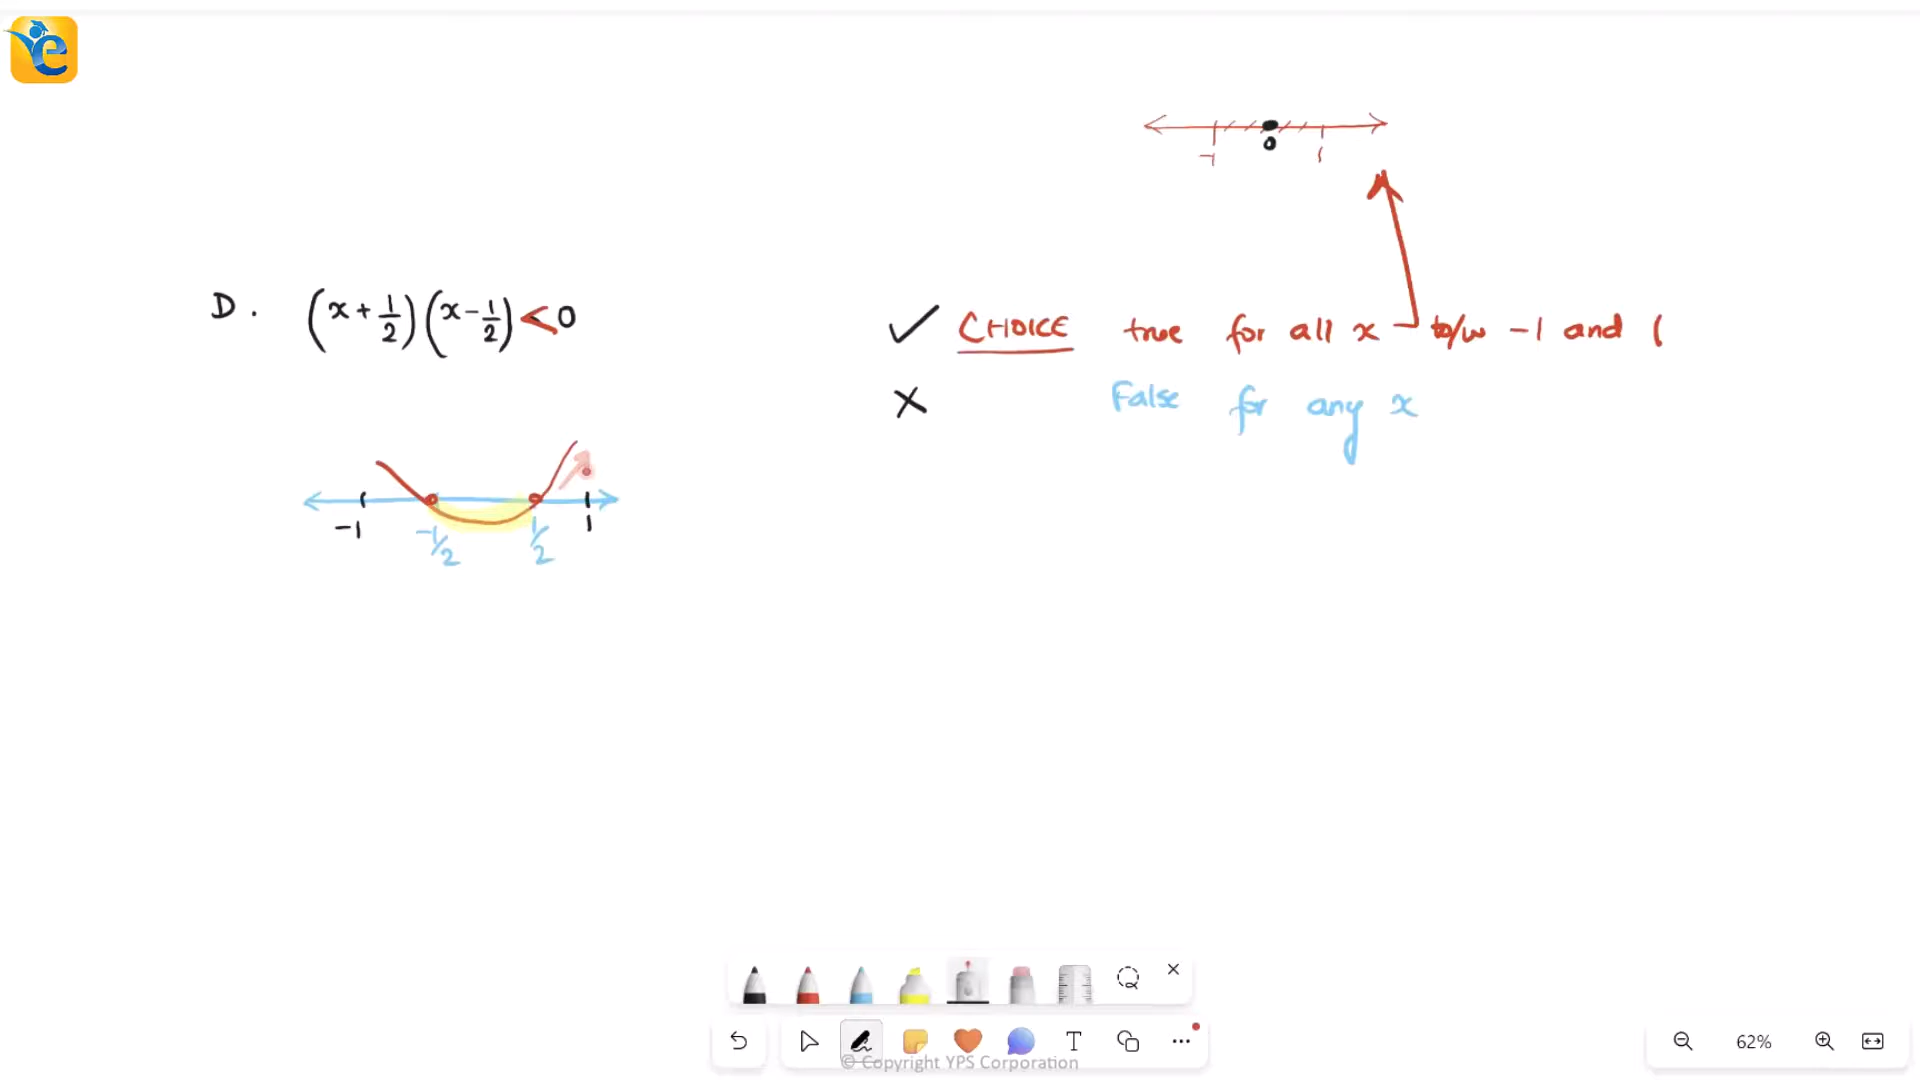 -1 0 1
D. (x + 1/2)(x - 1/2) < 0
✓ CHOICE true for all x b/w -1 and 1
✗ False for any x
-1 -1/2 1/2 1
62%
© Copyright YPS Corporation